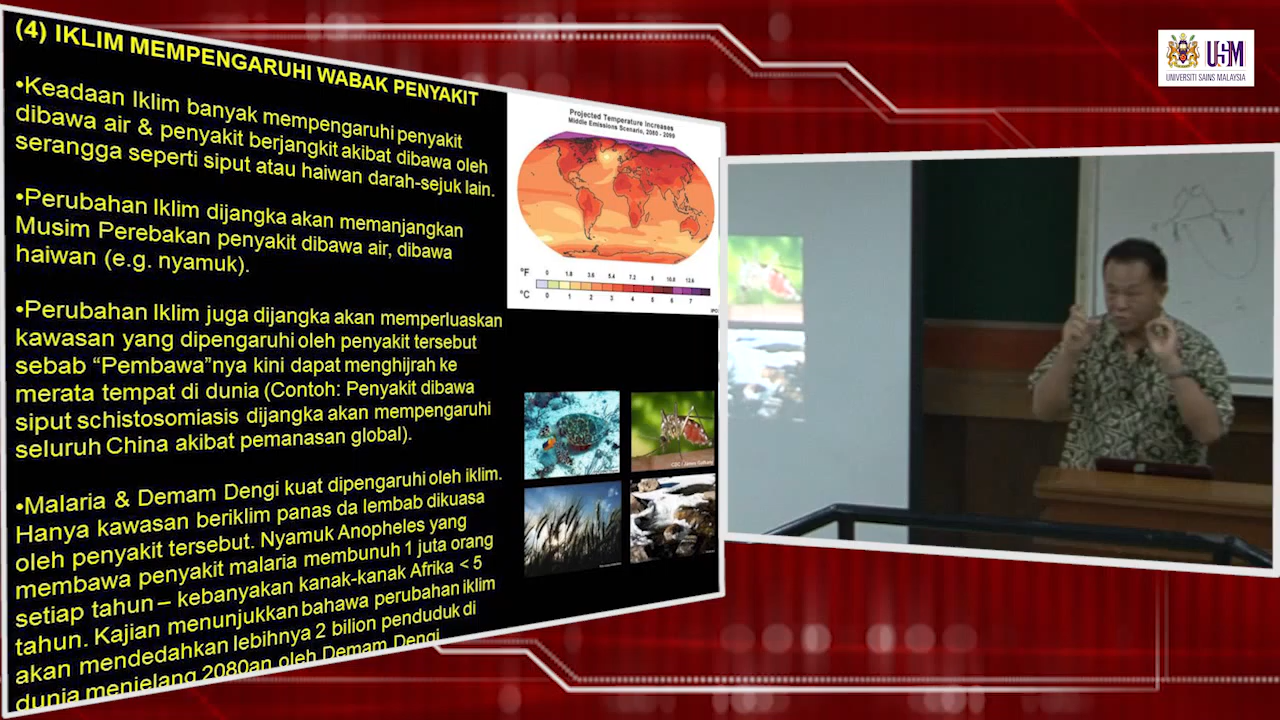 (4) IKLIM MEMPENGARUHI WABAK PENYAKIT
•Keadaan Iklim banyak mempengaruhi penyakit
dibawa air & penyakit berjangkit akibat dibawa oleh
serangga seperti siput atau haiwan darah-sejuk lain.
•Perubahan Iklim dijangka akan memanjangkan
Musim Perebakan penyakit dibawa air, dibawa
haiwan (e.g. nyamuk).
•Perubahan Iklim juga dijangka akan memperluaskan
kawasan yang dipengaruhi oleh penyakit tersebut
sebab “Pembawa”nya kini dapat menghijrah ke
merata tempat di dunia (Contoh: Penyakit dibawa
siput schistosomiasis dijangka akan mempengaruhi
seluruh China akibat pemanasan global).
•Malaria & Demam Dengi kuat dipengaruhi oleh iklim.
Hanya kawasan beriklim panas da lembab dikuasa
oleh penyakit tersebut. Nyamuk Anopheles yang
membawa penyakit malaria membunuh 1 juta orang
setiap tahun – kebanyakan kanak-kanak Afrika < 5
tahun. Kajian menunjukkan bahawa perubahan iklim
akan mendedahkan lebihnya 2 bilion penduduk di
dunia menjelang 2080an oleh Demam Dengi
Projected Temperature Increases
Middle Emissions Scenario, 2080 - 2099
°F 0 1.8 3.6 5.4 7.2 9 10.8 12.6
°C 0 1 2 3 4 5 6 7
USM
UNIVERSITI SAINS MALAYSIA